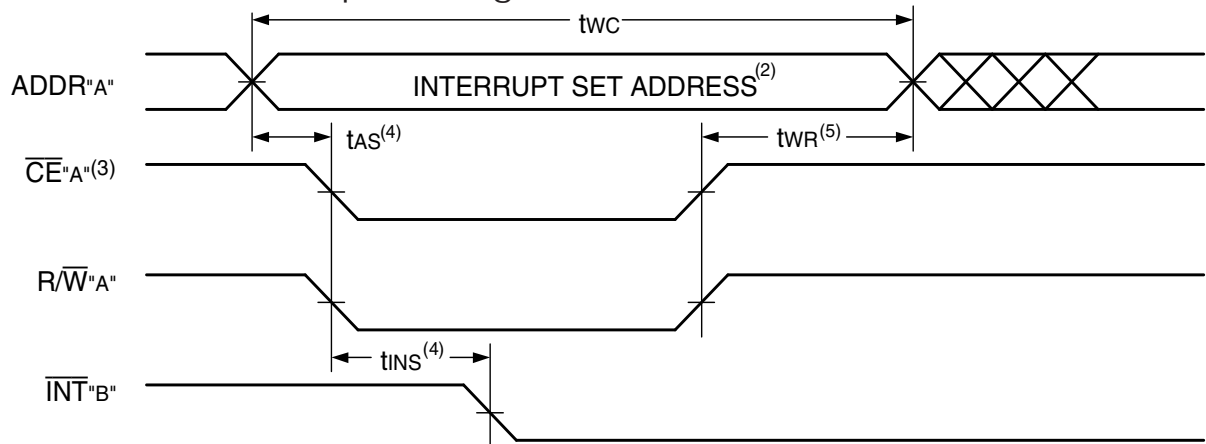 tWC
ADDR"A"
INTERRUPT SET ADDRESS(2)
tAS(4)
tWR(5)
CE"A"(3)
R/W"A"
tINS(4)
INT"B"